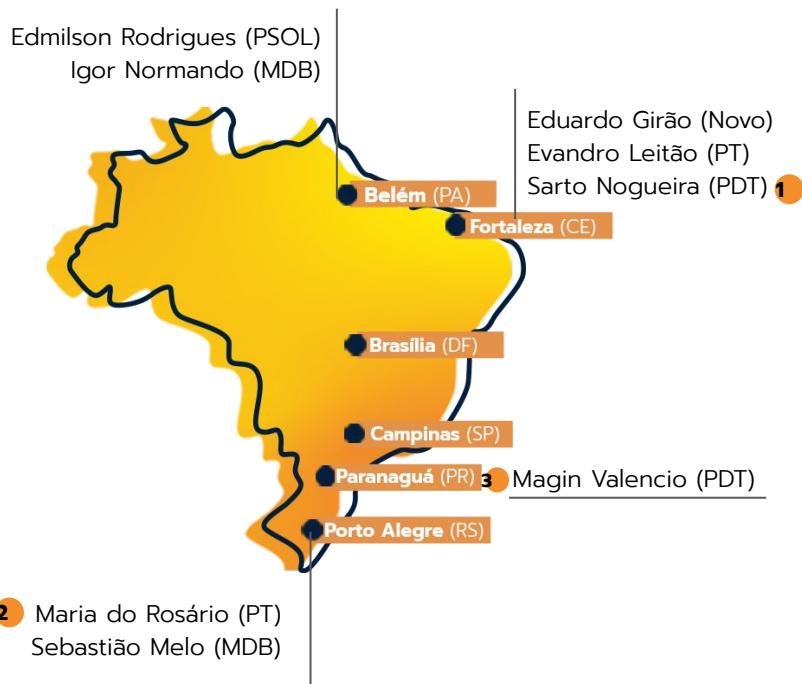 Edmilson Rodrigues (PSOL)
Igor Normando (MDB)
Eduardo Girão (Novo)
Evandro Leitão (PT)
Sarto Nogueira (PDT) 1
Belém (PA)
Fortaleza (CE)
Brasília (DF)
Campinas (SP)
Paranaguá (PR) 3 Magin Valencio (PDT)
Porto Alegre (RS)
2 Maria do Rosário (PT)
Sebastião Melo (MDB)